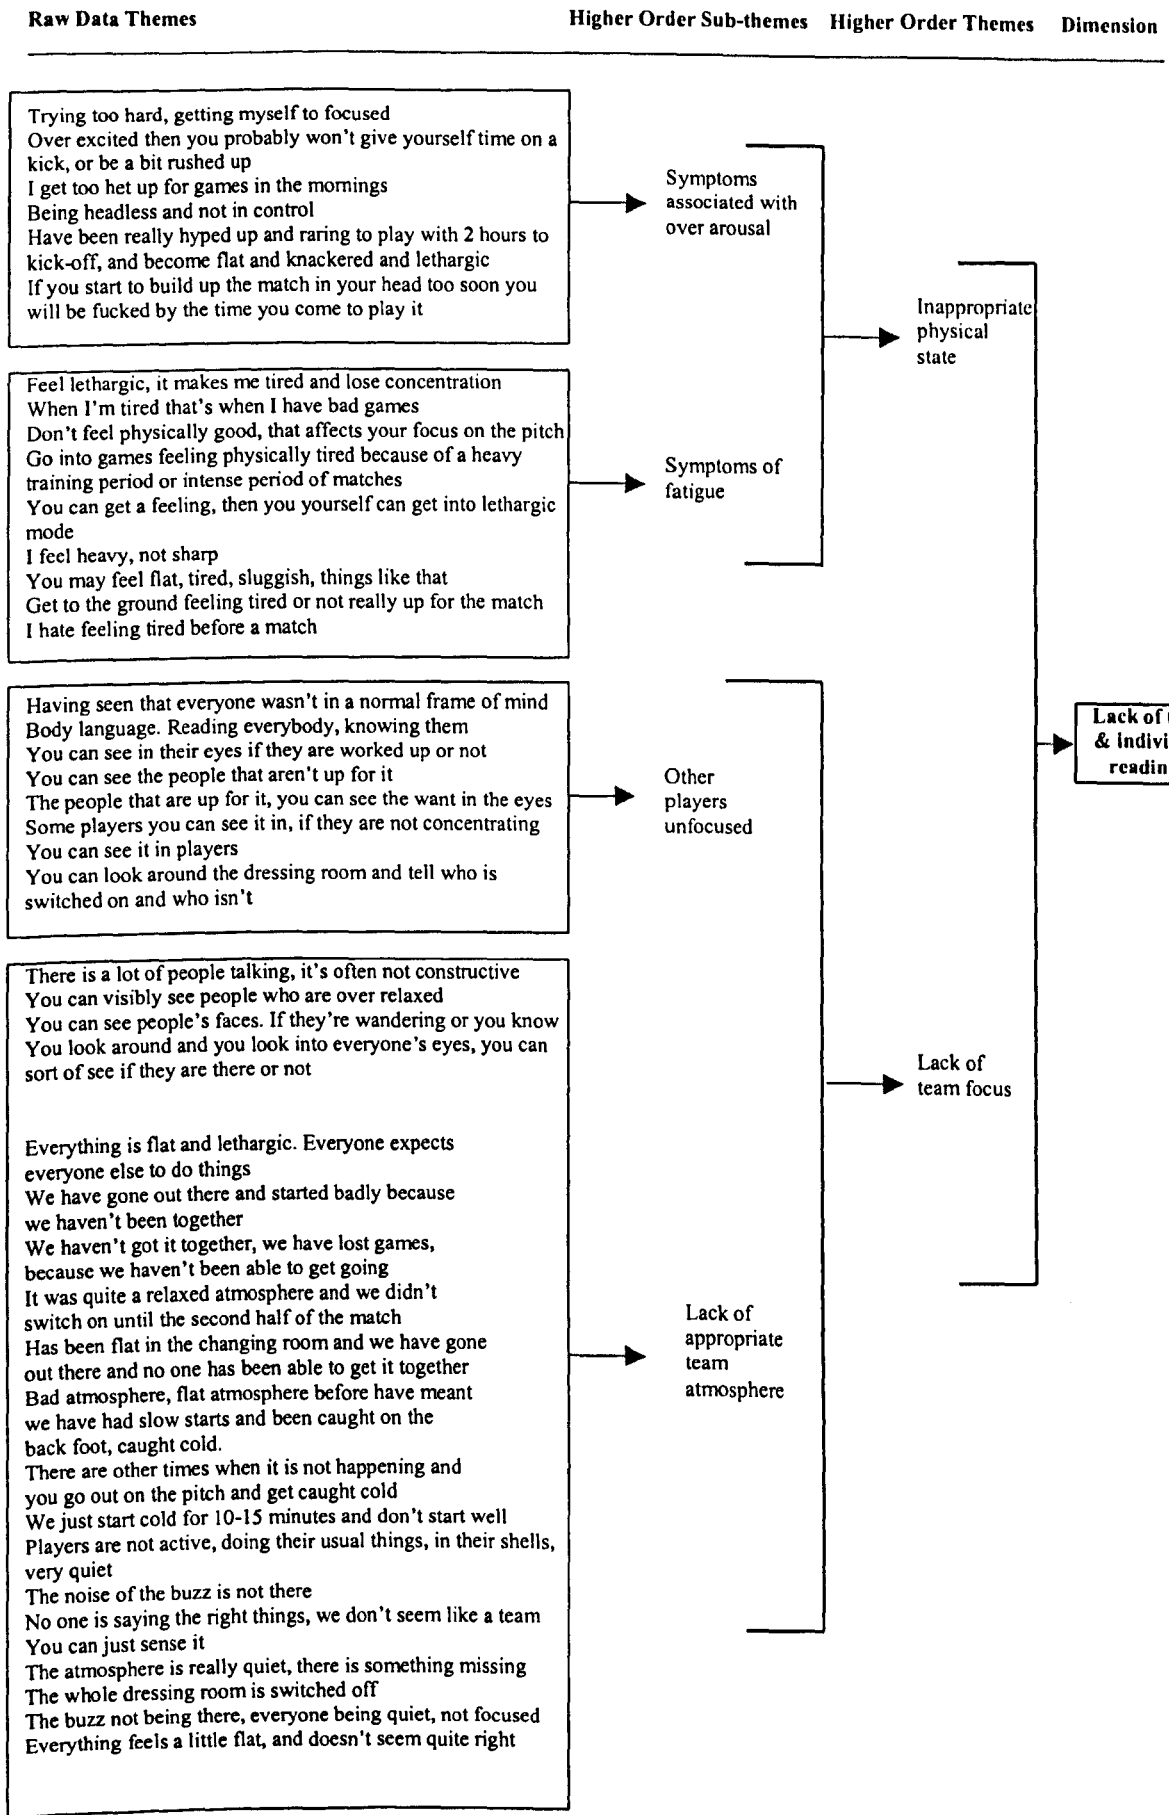 Raw Data Themes
Higher Order Sub-themes
Higher Order Themes
Dimension
Trying too hard, getting myself to focused
Over excited then you probably won't give yourself time on a
kick, or be a bit rushed up
I get too het up for games in the mornings
Being headless and not in control
Have been really hyped up and raring to play with 2 hours to
kick-off, and become flat and knackered and lethargic
If you start to build up the match in your head too soon you
will be fucked by the time you come to play it
Symptoms
associated with
over arousal
Inappropriate
physical
state
Feel lethargic, it makes me tired and lose concentration
When I'm tired that's when I have bad games
Don't feel physically good, that affects your focus on the pitch
Go into games feeling physically tired because of a heavy
training period or intense period of matches
You can get a feeling, then you yourself can get into lethargic
mode
I feel heavy, not sharp
You may feel flat, tired, sluggish, things like that
Get to the ground feeling tired or not really up for the match
I hate feeling tired before a match
Symptoms of
fatigue
Having seen that everyone wasn't in a normal frame of mind
Body language. Reading everybody, knowing them
You can see in their eyes if they are worked up or not
You can see the people that aren't up for it
The people that are up for it, you can see the want in the eyes
Some players you can see it in, if they are not concentrating
You can see it in players
You can look around the dressing room and tell who is
switched on and who isn't
Other
players
unfocused
Lack of
& indivi
readin
There is a lot of people talking, it's often not constructive
You can visibly see people who are over relaxed
You can see people's faces. If they're wandering or you know
You look around and you look into everyone's eyes, you can
sort of see if they are there or not
Lack of
team focus
Everything is flat and lethargic. Everyone expects
everyone else to do things
We have gone out there and started badly because
we haven't been together
We haven't got it together, we have lost games,
because we haven't been able to get going
It was quite a relaxed atmosphere and we didn't
switch on until the second half of the match
Has been flat in the changing room and we have gone
out there and no one has been able to get it together
Bad atmosphere, flat atmosphere before have meant
we have had slow starts and been caught on the
back foot, caught cold.
There are other times when it is not happening and
you go out on the pitch and get caught cold
We just start cold for 10-15 minutes and don't start well
Players are not active, doing their usual things, in their shells,
very quiet
The noise of the buzz is not there
No one is saying the right things, we don't seem like a team
You can just sense it
The atmosphere is really quiet, there is something missing
The whole dressing room is switched off
The buzz not being there, everyone being quiet, not focused
Everything feels a little flat, and doesn't seem quite right
Lack of
appropriate
team
atmosphere